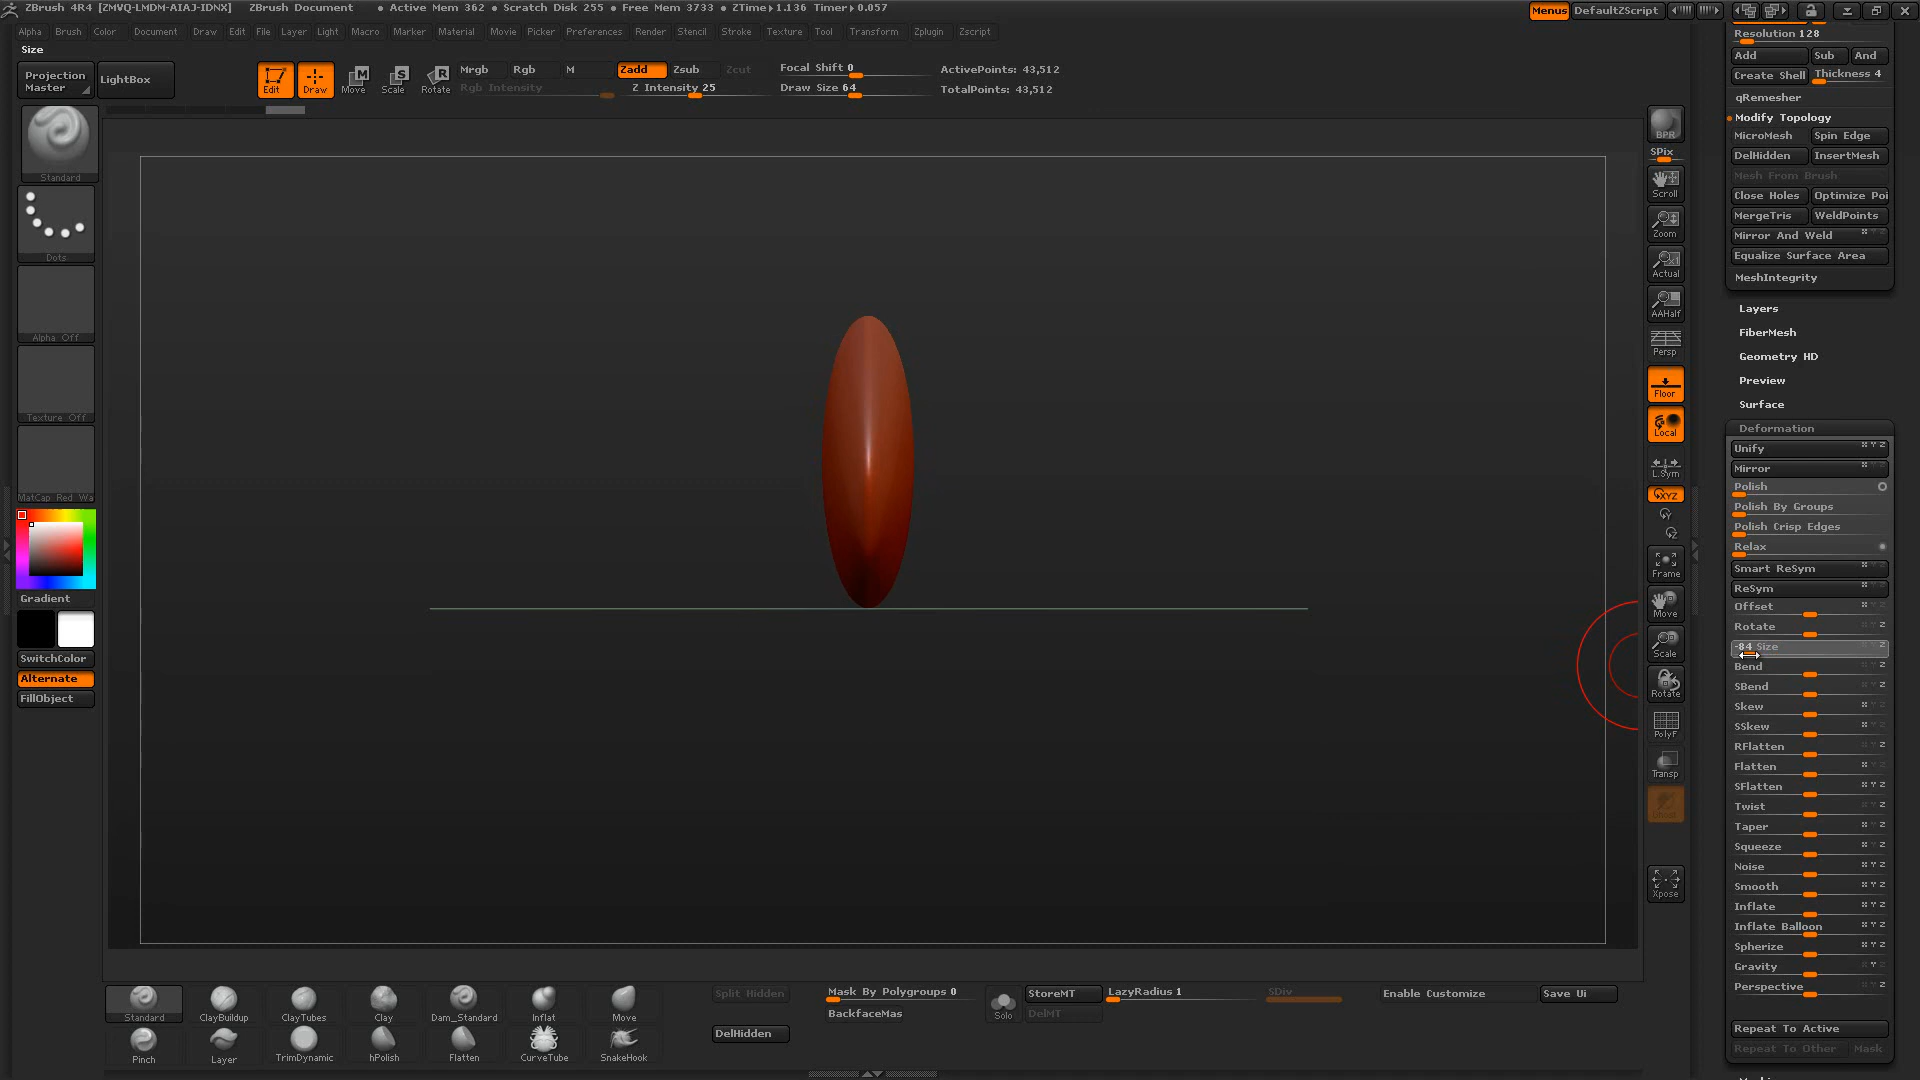 ZBrush 4R4 [ZMVQ-LMDM-AIAJ-IDNX] ZBrush Document • Active Mem 362 • Scratch Disk 255 • Free Mem 3733 • ZTime▸1.136 Timer▸0.057 Menus DefaultZScript
Alpha Brush Color Document Draw Edit File Layer Light Macro Marker Material Movie Picker Preferences Render Stencil Stroke Texture Tool Transform Zplugin Zscript
Size
Projection Master
LightBox
Edit
Draw
Move
Scale
Rotate
Mrgb Rgb M Zadd Zsub Zcut
Rgb Intensity
Z Intensity 25
Focal Shift 0
Draw Size 64
ActivePoints: 43,512
TotalPoints: 43,512
Standard
Dots
Alpha Off
Texture Off
MatCap Red Wa
Gradient
SwitchColor
Alternate
FillObject
BPR
SPix
Scroll
Zoom
Actual
AAHalf
Persp
Floor
Local
L.Sym
XYZ
Y
Z
Frame
Move
Scale
Rotate
PolyF
Transp
Xpose
Resolution 128
Add Sub And
Create Shell Thickness 4
qRemesher
Modify Topology
MicroMesh Spin Edge
DelHidden InsertMesh
Mesh From Brush
Close Holes Optimize Poi
MergeTris WeldPoints
Mirror And Weld
Equalize Surface Area
MeshIntegrity
Layers
FiberMesh
Geometry HD
Preview
Surface
Deformation
Unify
Mirror
Polish
Polish By Groups
Polish Crisp Edges
Relax
Smart ReSym
ReSym
Offset
Rotate
-84 Size
Bend
SBend
Skew
SSkew
RFlatten
Flatten
SFlatten
Twist
Taper
Squeeze
Noise
Smooth
Inflate
Inflate Balloon
Spherize
Gravity
Perspective
Repeat To Active
Repeat To Other Mask
Standard ClayBuildup ClayTubes Clay Dam_Standard Inflat Move
Pinch Layer TrimDynamic hPolish Flatten CurveTube SnakeHook
Split Hidden
DelHidden
Mask By Polygroups 0
BackfaceMas
Solo
StoreMT
DelMT
LazyRadius 1
SDiv
Enable Customize
Save Ui